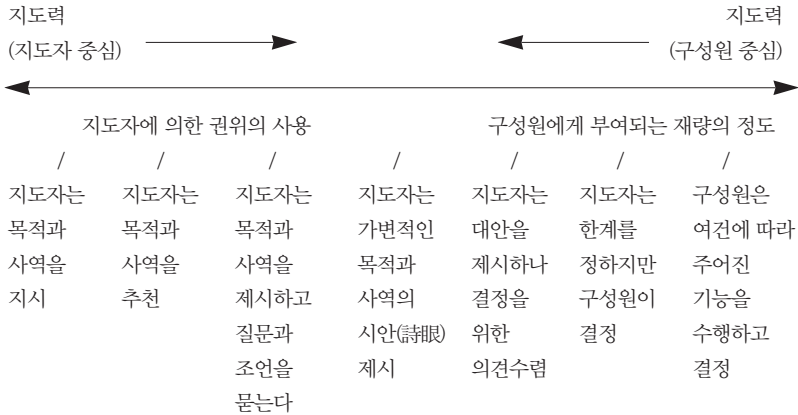 지도력
(지도자 중심)
지도력
(구성원 중심)
지도자에 의한 권위의 사용
구성원에게 부여되는 재량의 정도
/ / / / / / /
지도자는
목적과
사역을
지시
지도자는
목적과
사역을
추천
지도자는
목적과
사역을
제시하고
질문과
조언을
묻는다
지도자는
가변적인
목적과
사역의
시안(詩眼)
제시
지도자는
대안을
제시하나
결정을
위한
의견수렴
지도자는
한계를
정하지만
구성원이
결정
구성원은
여건에 따라
주어진
기능을
수행하고
결정